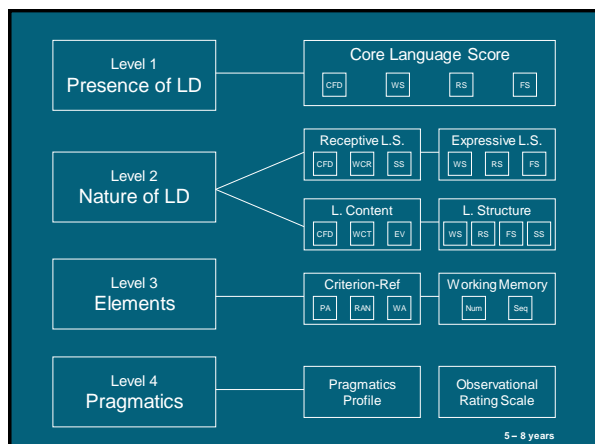 Level 1
Presence of LD
Core Language Score
CFD WS RS FS
Level 2
Nature of LD
Receptive L.S.
CFD WCR SS
Expressive L.S.
WS RS FS
L. Content
CFD WCT EV
L. Structure
WS RS FS SS
Level 3
Elements
Criterion-Ref
PA RAN WA
Working Memory
Num Seq
Level 4
Pragmatics
Pragmatics
Profile
Observational
Rating Scale
5 – 8 years